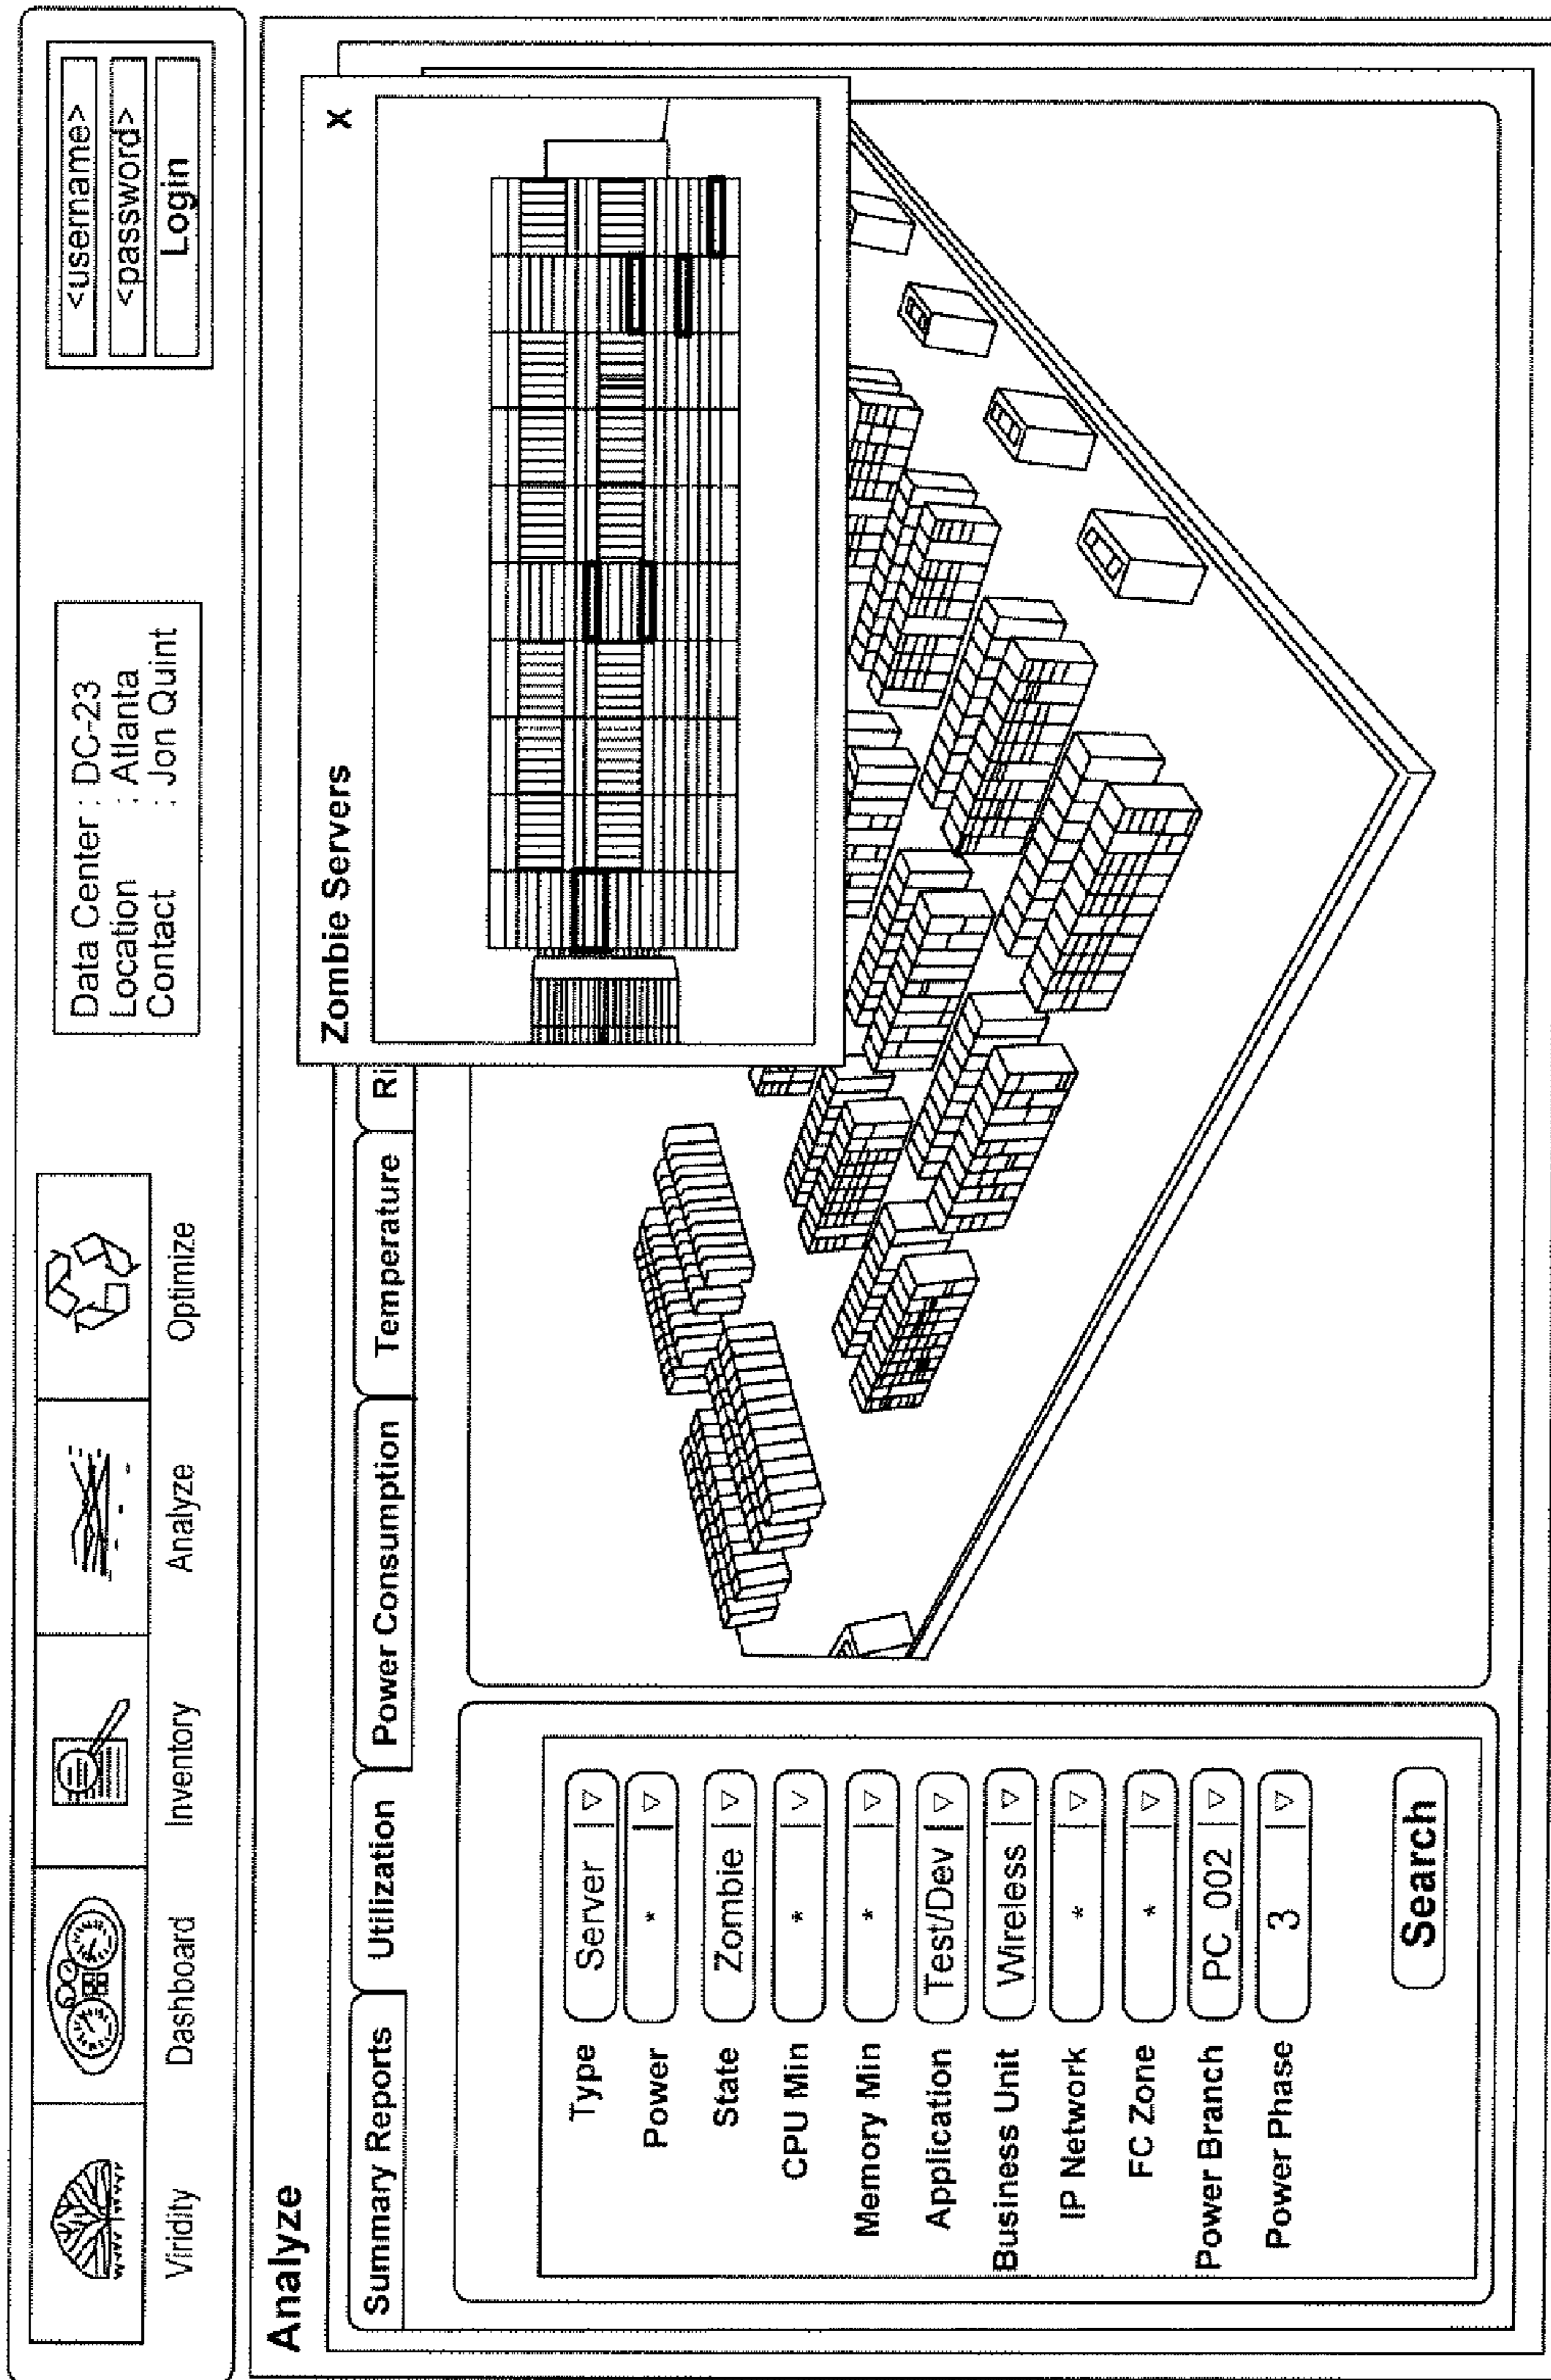 Viridity
Dashboard
Inventory
Analyze
Optimize
Data Center : DC-23
Location : Atlanta
Contact : Jon Quint
<username>
<password>
Login
Analyze
Summary Reports
Utilization
Power Consumption
Temperature
Ri
Zombie Servers
X
Type Server
Power *
State Zombie
CPU Min *
Memory Min *
Application Test/Dev
Business Unit Wireless
IP Network *
FC Zone *
Power Branch PC_002
Power Phase 3
Search